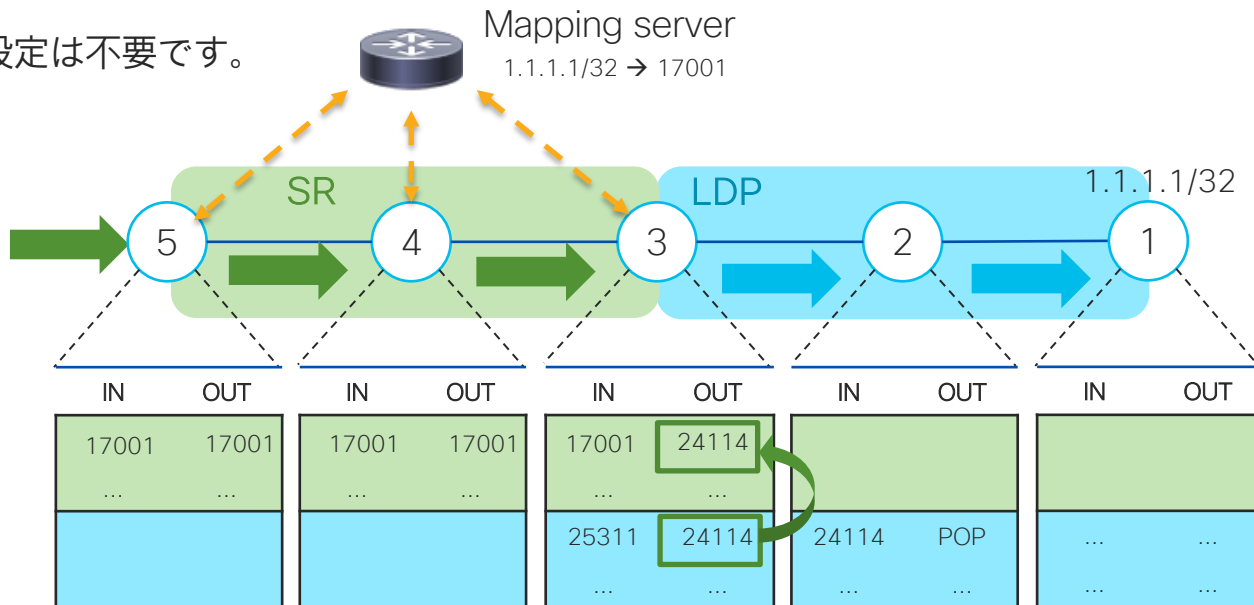 設定は不要です。
Mapping server
1.1.1.1/32 → 17001
SR
LDP
1.1.1.1/32
5
4
3
2
1
IN OUT IN OUT IN OUT IN OUT IN OUT
17001 17001 17001 17001 17001 24114
... ... ... ... ... ...
25311 24114 24114 POP ... ...
... ... ... ... ... ...